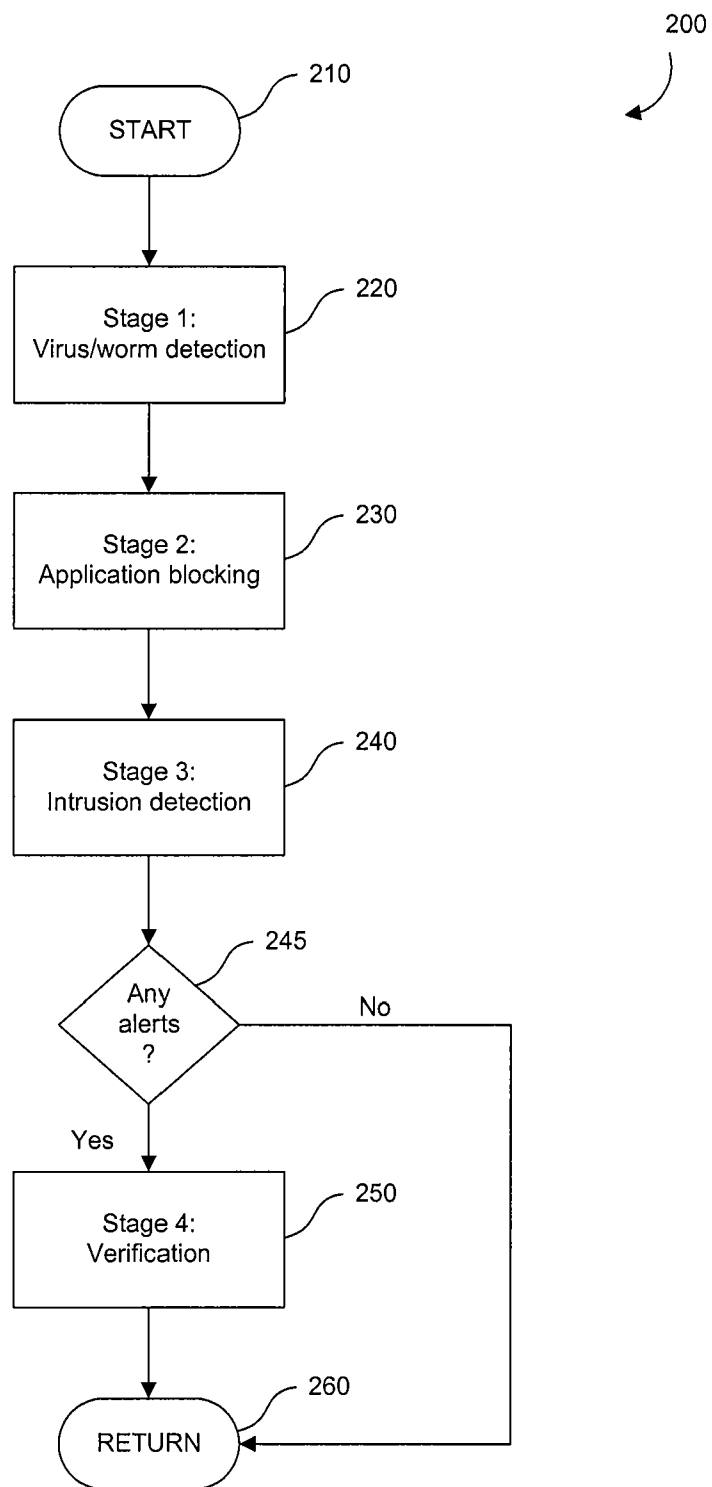 200
210
START
220
Stage 1:
Virus/worm detection
230
Stage 2:
Application blocking
240
Stage 3:
Intrusion detection
245
Any
alerts
?
No
Yes
250
Stage 4:
Verification
260
RETURN